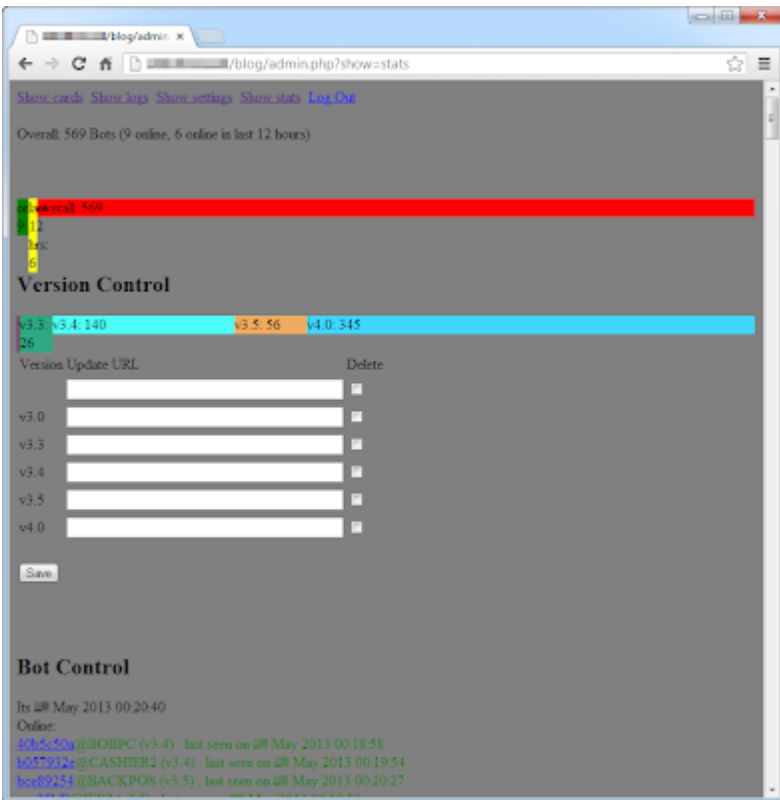 /blog/admin
/blog/admin.php?show=stats
Show cards Show logs Show settings Show stats Log Out
Overall: 569 Bots (9 online, 6 online in last 12 hours)
overall: 569
9 12
hrs:
6
Version Control
v3.3: v3.4: 140 v3.5: 56 v4.0: 345
26
Version Update URL Delete
v3.0
v3.3
v3.4
v3.5
v4.0
Save
Bot Control
Its May 2013 00:20:40
Online:
40b5c50a@BOBPC (v3.4) . last seen on May 2013 00:18:58
b057932e@CASHIER2 (v3.4) . last seen on May 2013 00:19:54
bce89254@BACKPOS (v3.5) . last seen on May 2013 00:20:27